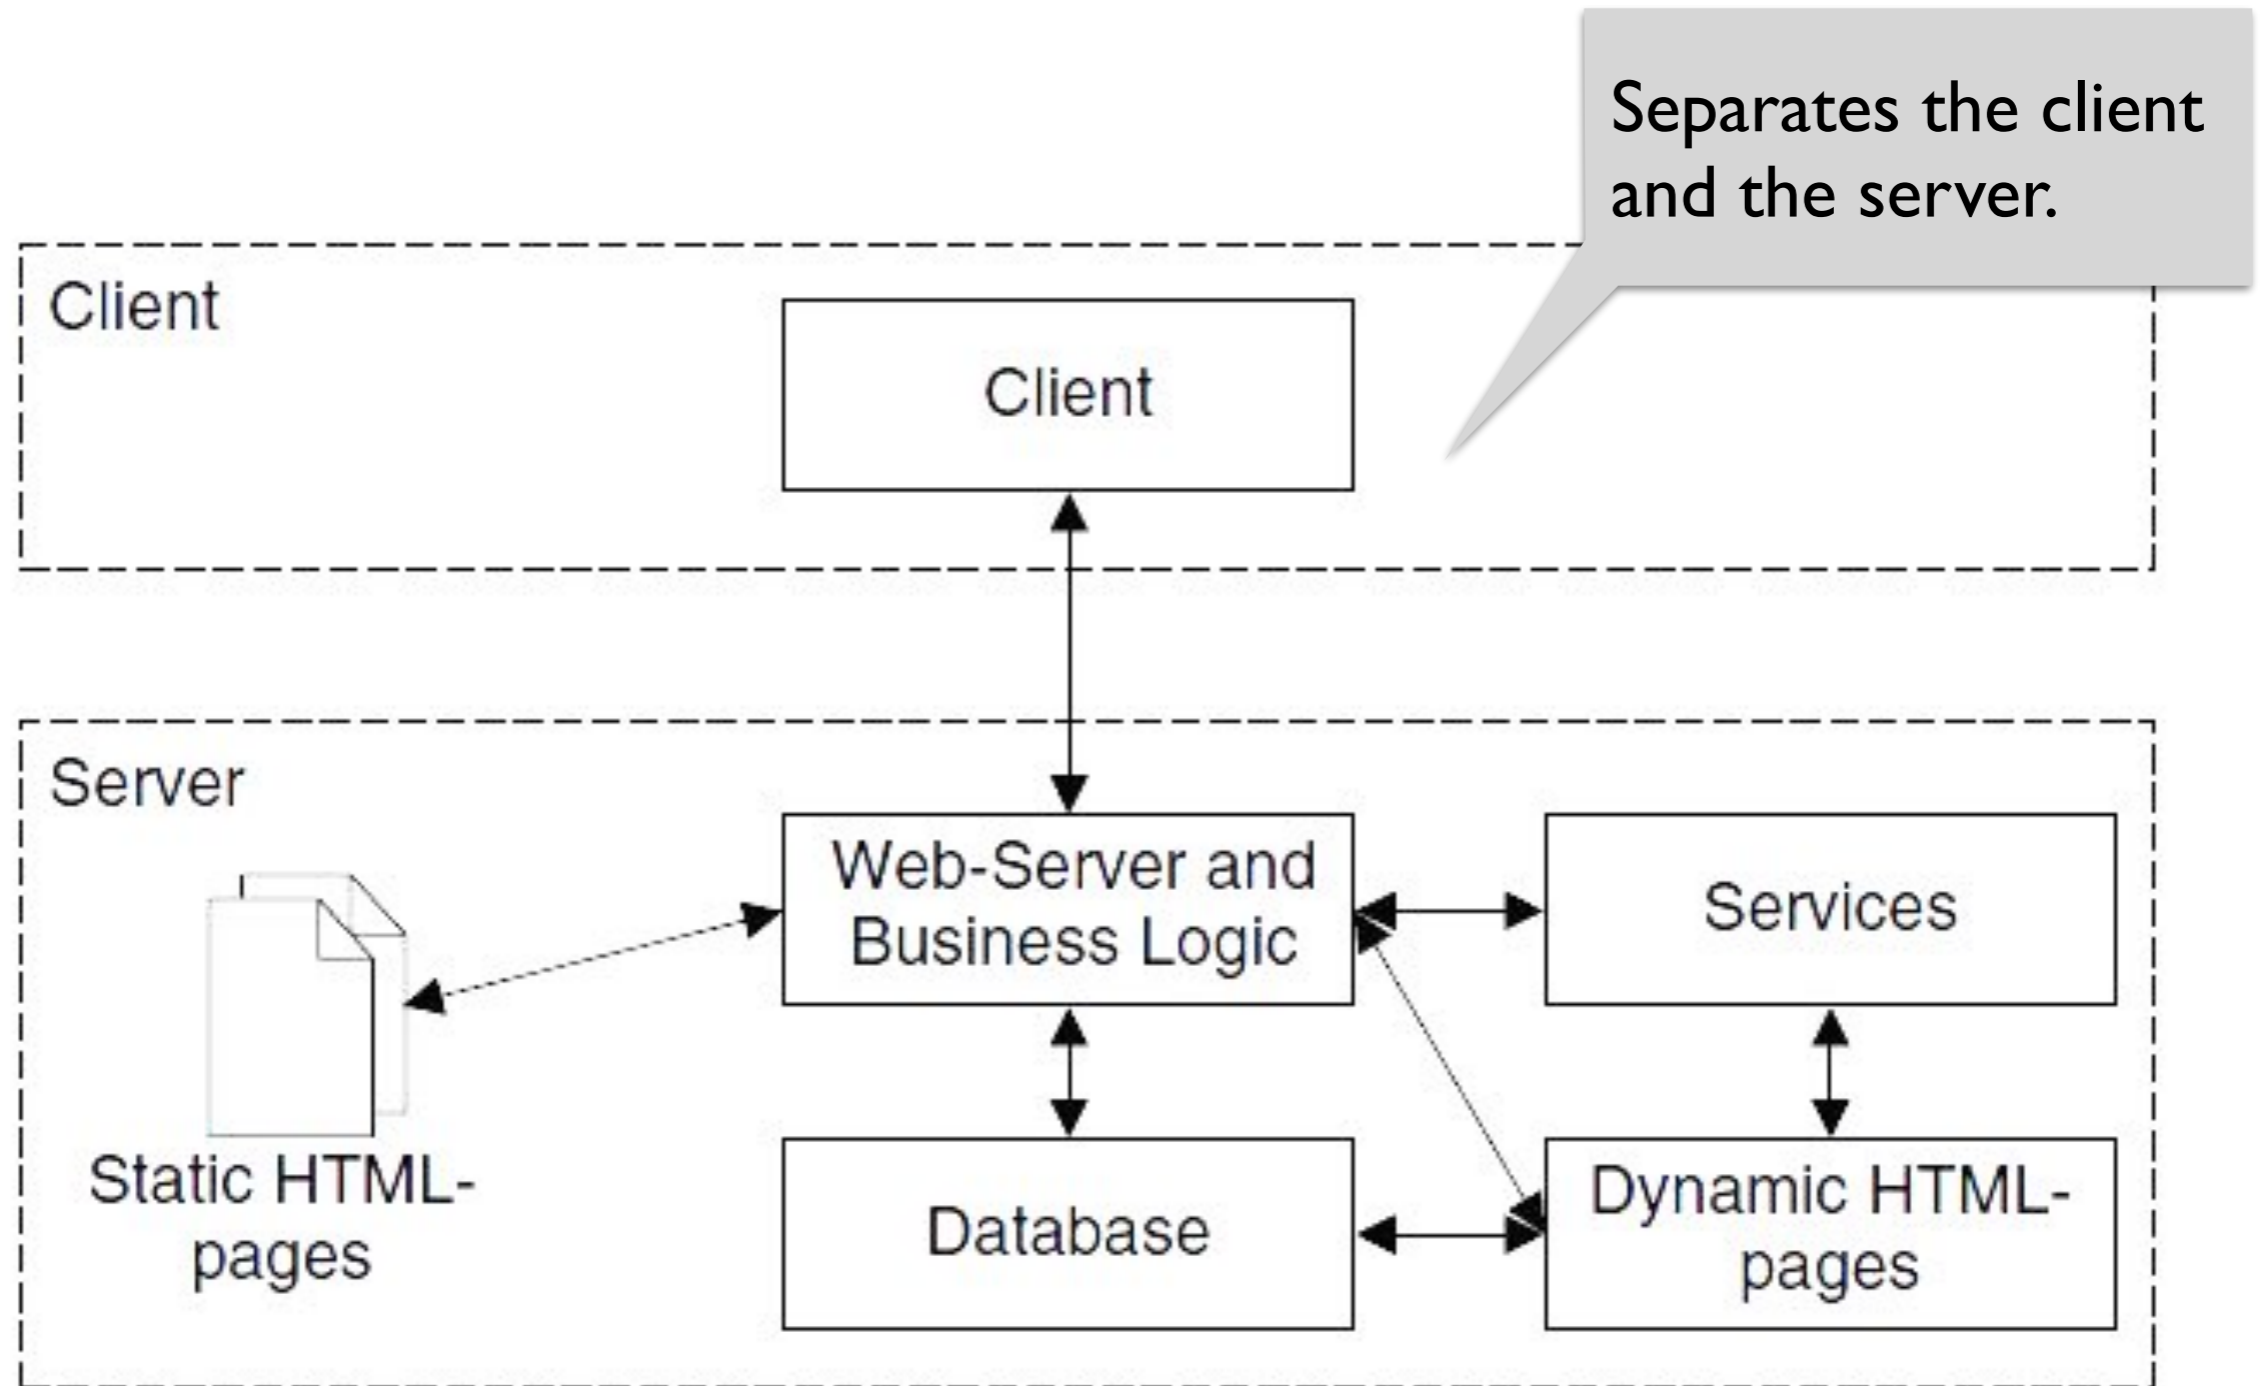 Separates the client
and the server.
Client
Client
Server
Web-Server and
Business Logic
Services
Static HTML-
pages
Database
Dynamic HTML-
pages